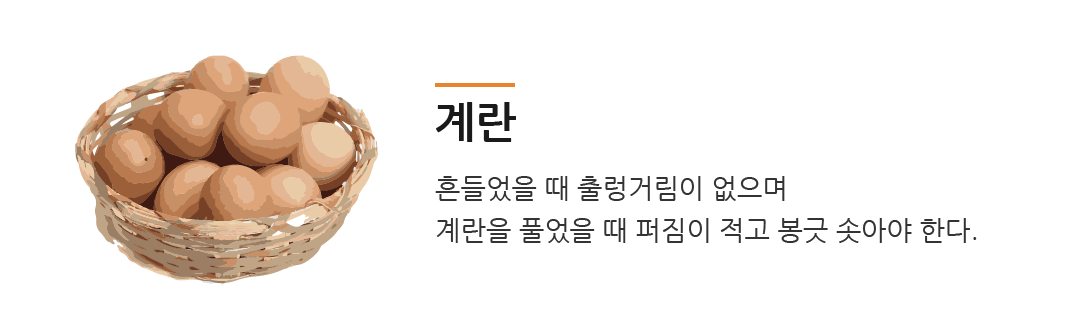 계란
흔들었을 때 출렁거림이 없으며
계란을 풀었을 때 퍼짐이 적고 봉긋 솟아야 한다.